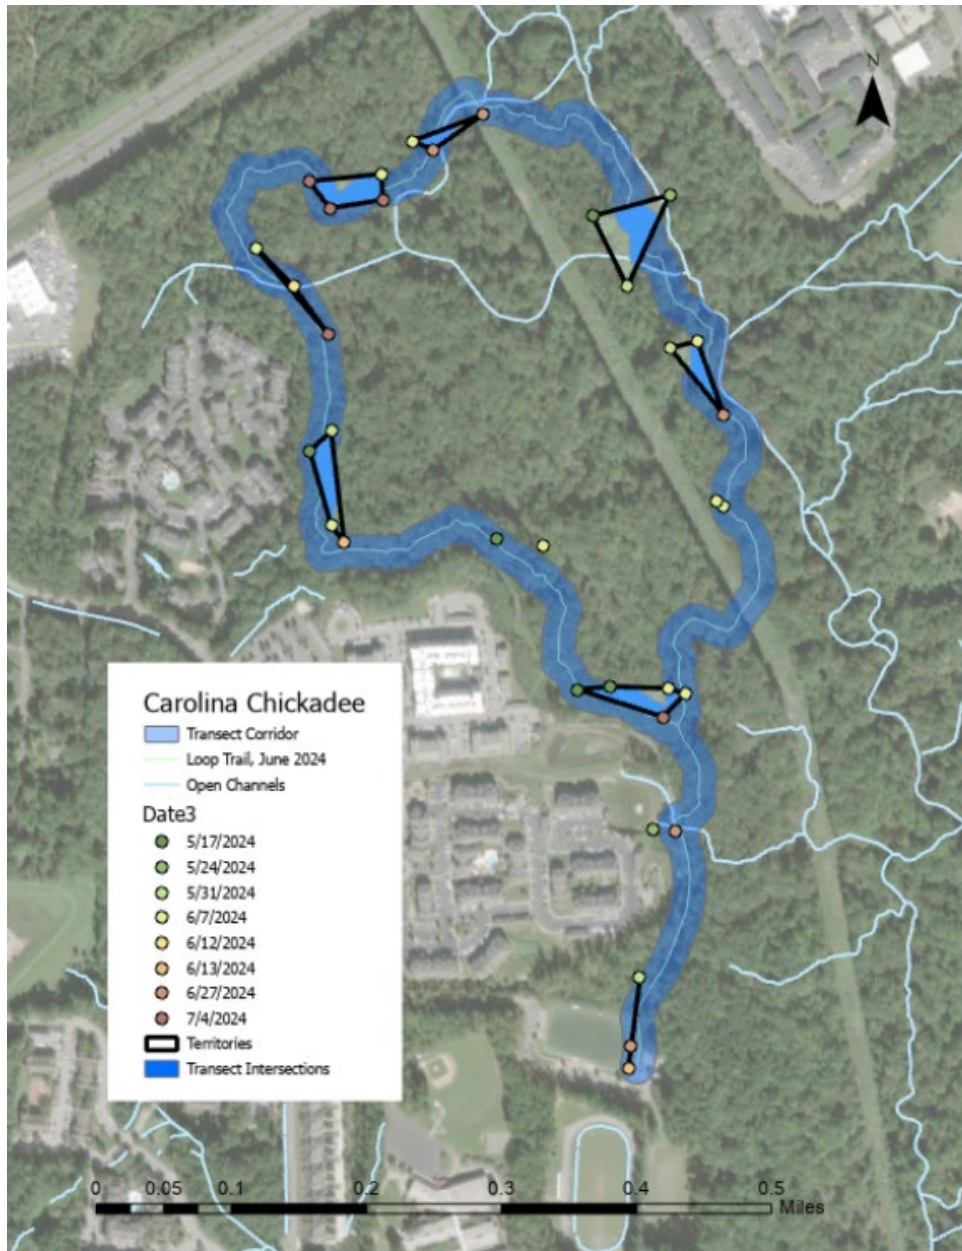 N
Carolina Chickadee
Transect Corridor
Loop Trail, June 2024
Open Channels
Date3
5/17/2024
5/24/2024
5/31/2024
6/7/2024
6/12/2024
6/13/2024
6/27/2024
7/4/2024
Territories
Transect Intersections
0 0.05 0.1 0.2 0.3 0.4 0.5
Miles